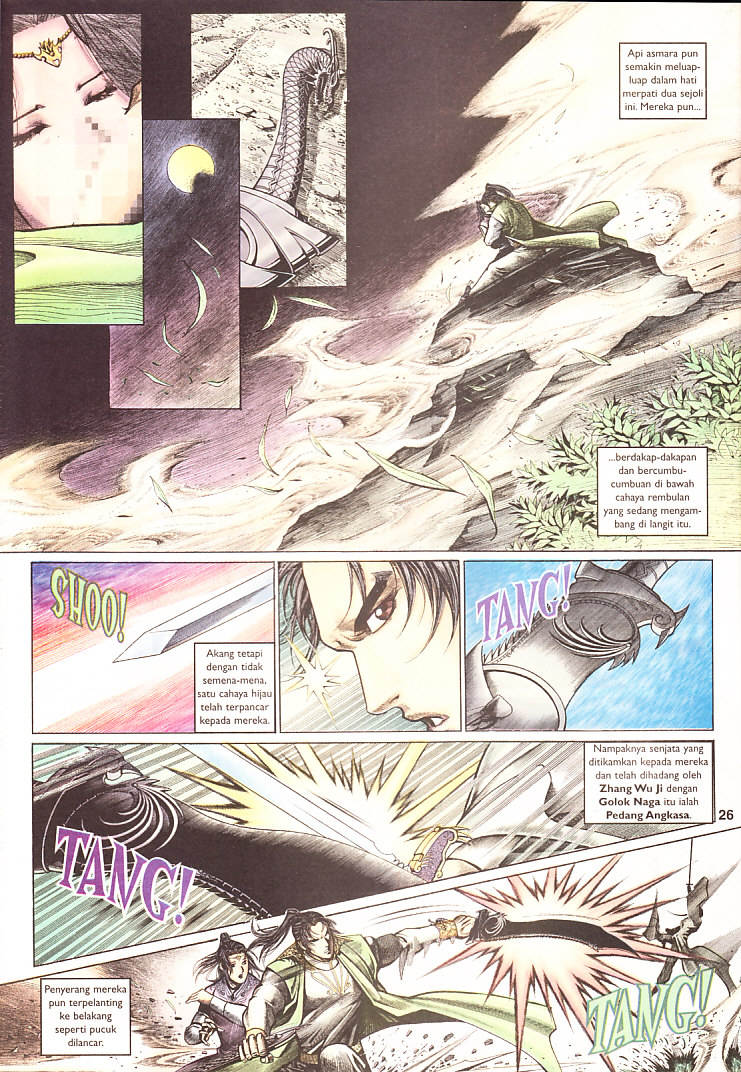 Api asmara pun
semakin meluap-
luap dalam hati
merpati dua sejoli
ini. Mereka pun...
...berdakap-dakapan
dan bercumbu-
cumbuan di bawah
cahaya rembulan
yang sedang mengam-
bang di langit itu.
SHOO!
Akang tetapi
dengan tidak
semena-mena,
satu cahaya hijau
telah terpancar
kepada mereka.
TANG!
Nampaknya senjata yang
ditikamkan kepada mereka
dan telah dihadang oleh
Zhang Wu Ji dengan
Golok Naga itu ialah
Pedang Angkasa.
26
TANG!
Penyerang mereka
pun terpelanting
ke belakang
seperti pucuk
dilancar.
TANG!